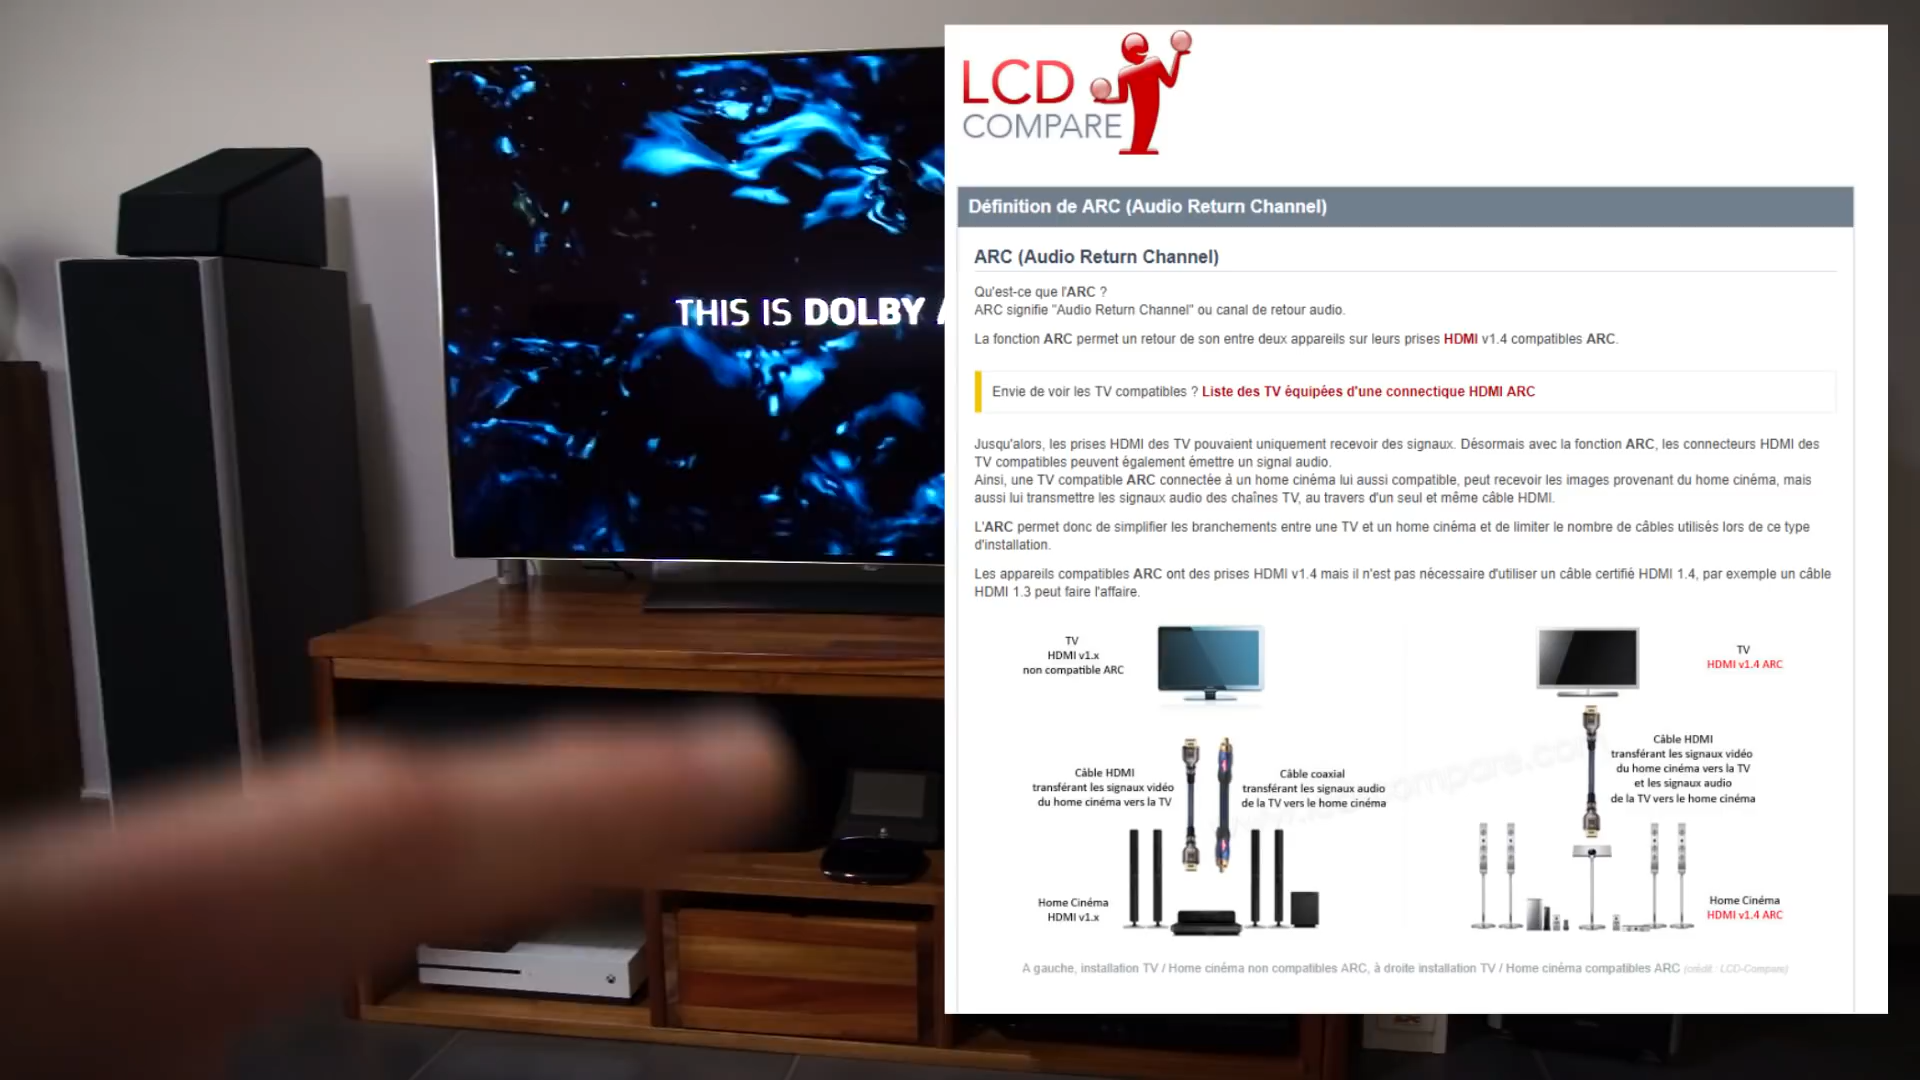 THIS IS DOLBY
LCD
COMPARE
Définition de ARC (Audio Return Channel)
ARC (Audio Return Channel)
Qu'est-ce que l'ARC ?
ARC signifie "Audio Return Channel" ou canal de retour audio.
La fonction ARC permet un retour de son entre deux appareils sur leurs prises HDMI v1.4 compatibles ARC.
Envie de voir les TV compatibles ? Liste des TV équipées d'une connectique HDMI ARC
Jusqu'alors, les prises HDMI des TV pouvaient uniquement recevoir des signaux. Désormais avec la fonction ARC, les connecteurs HDMI des
TV compatibles peuvent également émettre un signal audio.
Ainsi, une TV compatible ARC connectée à un home cinéma lui aussi compatible, peut recevoir les images provenant du home cinéma, mais
aussi lui transmettre les signaux audio des chaînes TV, au travers d'un seul et même câble HDMI.
L'ARC permet donc de simplifier les branchements entre une TV et un home cinéma et de limiter le nombre de câbles utilisés lors de ce type
d'installation.
Les appareils compatibles ARC ont des prises HDMI v1.4 mais il n'est pas nécessaire d'utiliser un câble certifié HDMI 1.4, par exemple un câble
HDMI 1.3 peut faire l'affaire.
TV
HDMI v1.x
non compatible ARC
Câble HDMI
transférant les signaux vidéo
du home cinéma vers la TV
Câble coaxial
transférant les signaux audio
de la TV vers le home cinéma
Home Cinéma
HDMI v1.x
TV
HDMI v1.4 ARC
Câble HDMI
transférant les signaux vidéo
du home cinéma vers la TV
et les signaux audio
de la TV vers le home cinéma
Home Cinéma
HDMI v1.4 ARC
A gauche, installation TV / Home cinéma non compatibles ARC, à droite installation TV / Home cinéma compatibles ARC (crédit : LCD-Compare)